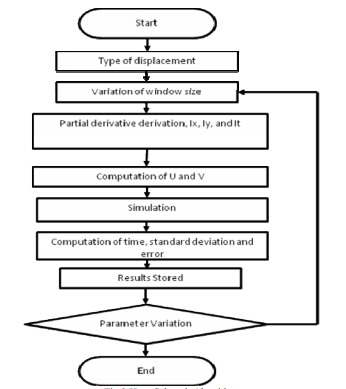 Start
Type of displacement
Variation of window size
Partial derivative derivation, Ix, Iy, and It
Computation of U and V
Simulation
Computation of time, standard deviation and
error
Results Stored
Parameter Variation
End